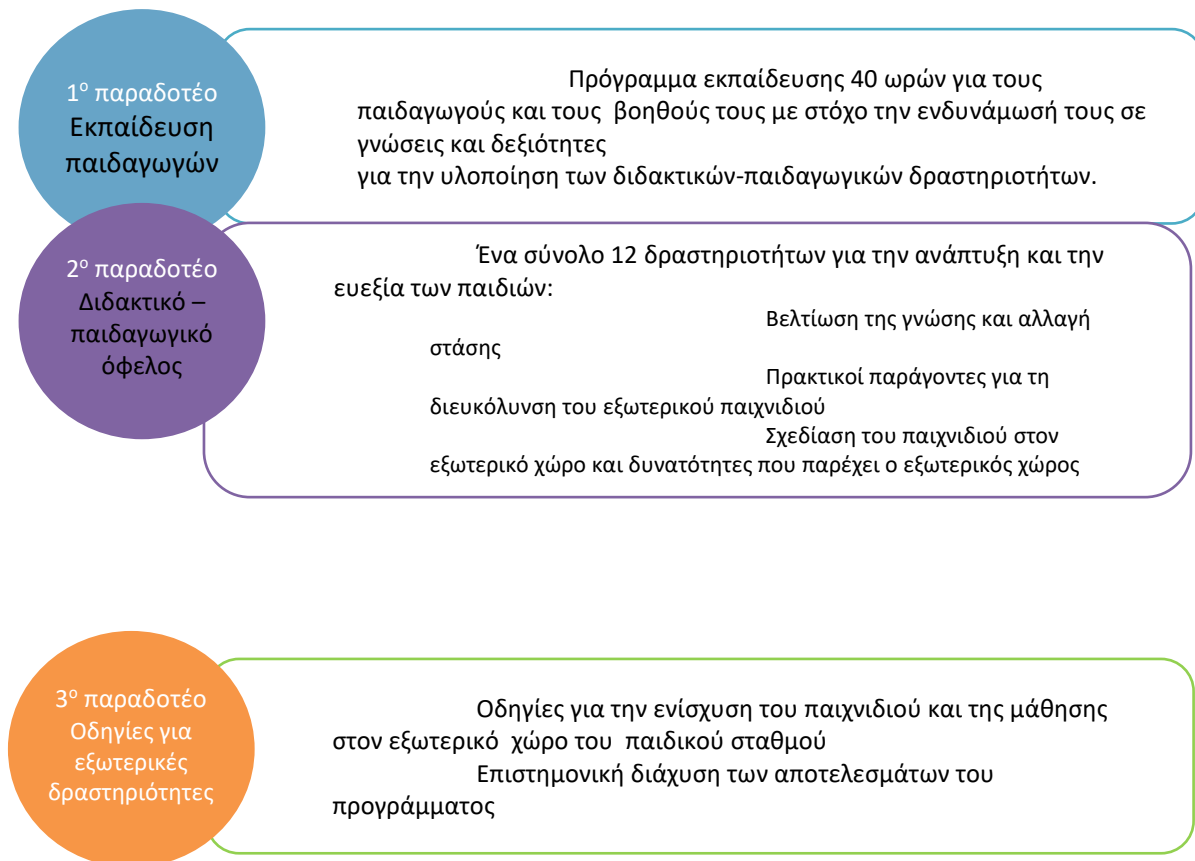 1ο παραδοτέο
Εκπαίδευση
παιδαγωγών
Πρόγραμμα εκπαίδευσης 40 ωρών για τους
παιδαγωγούς και τους βοηθούς τους με στόχο την ενδυνάμωσή τους σε
γνώσεις και δεξιότητες
για την υλοποίηση των διδακτικών-παιδαγωγικών δραστηριοτήτων.
2ο παραδοτέο
Διδακτικό –
παιδαγωγικό
όφελος
Ένα σύνολο 12 δραστηριοτήτων για την ανάπτυξη και την
ευεξία των παιδιών:
Βελτίωση της γνώσης και αλλαγή
στάσης
Πρακτικοί παράγοντες για τη
διευκόλυνση του εξωτερικού παιχνιδιού
Σχεδίαση του παιχνιδιού στον
εξωτερικό χώρο και δυνατότητες που παρέχει ο εξωτερικός χώρος
3ο παραδοτέο
Οδηγίες για
εξωτερικές
δραστηριότητες
Οδηγίες για την ενίσχυση του παιχνιδιού και της μάθησης
στον εξωτερικό χώρο του παιδικού σταθμού
Επιστημονική διάχυση των αποτελεσμάτων του
προγράμματος